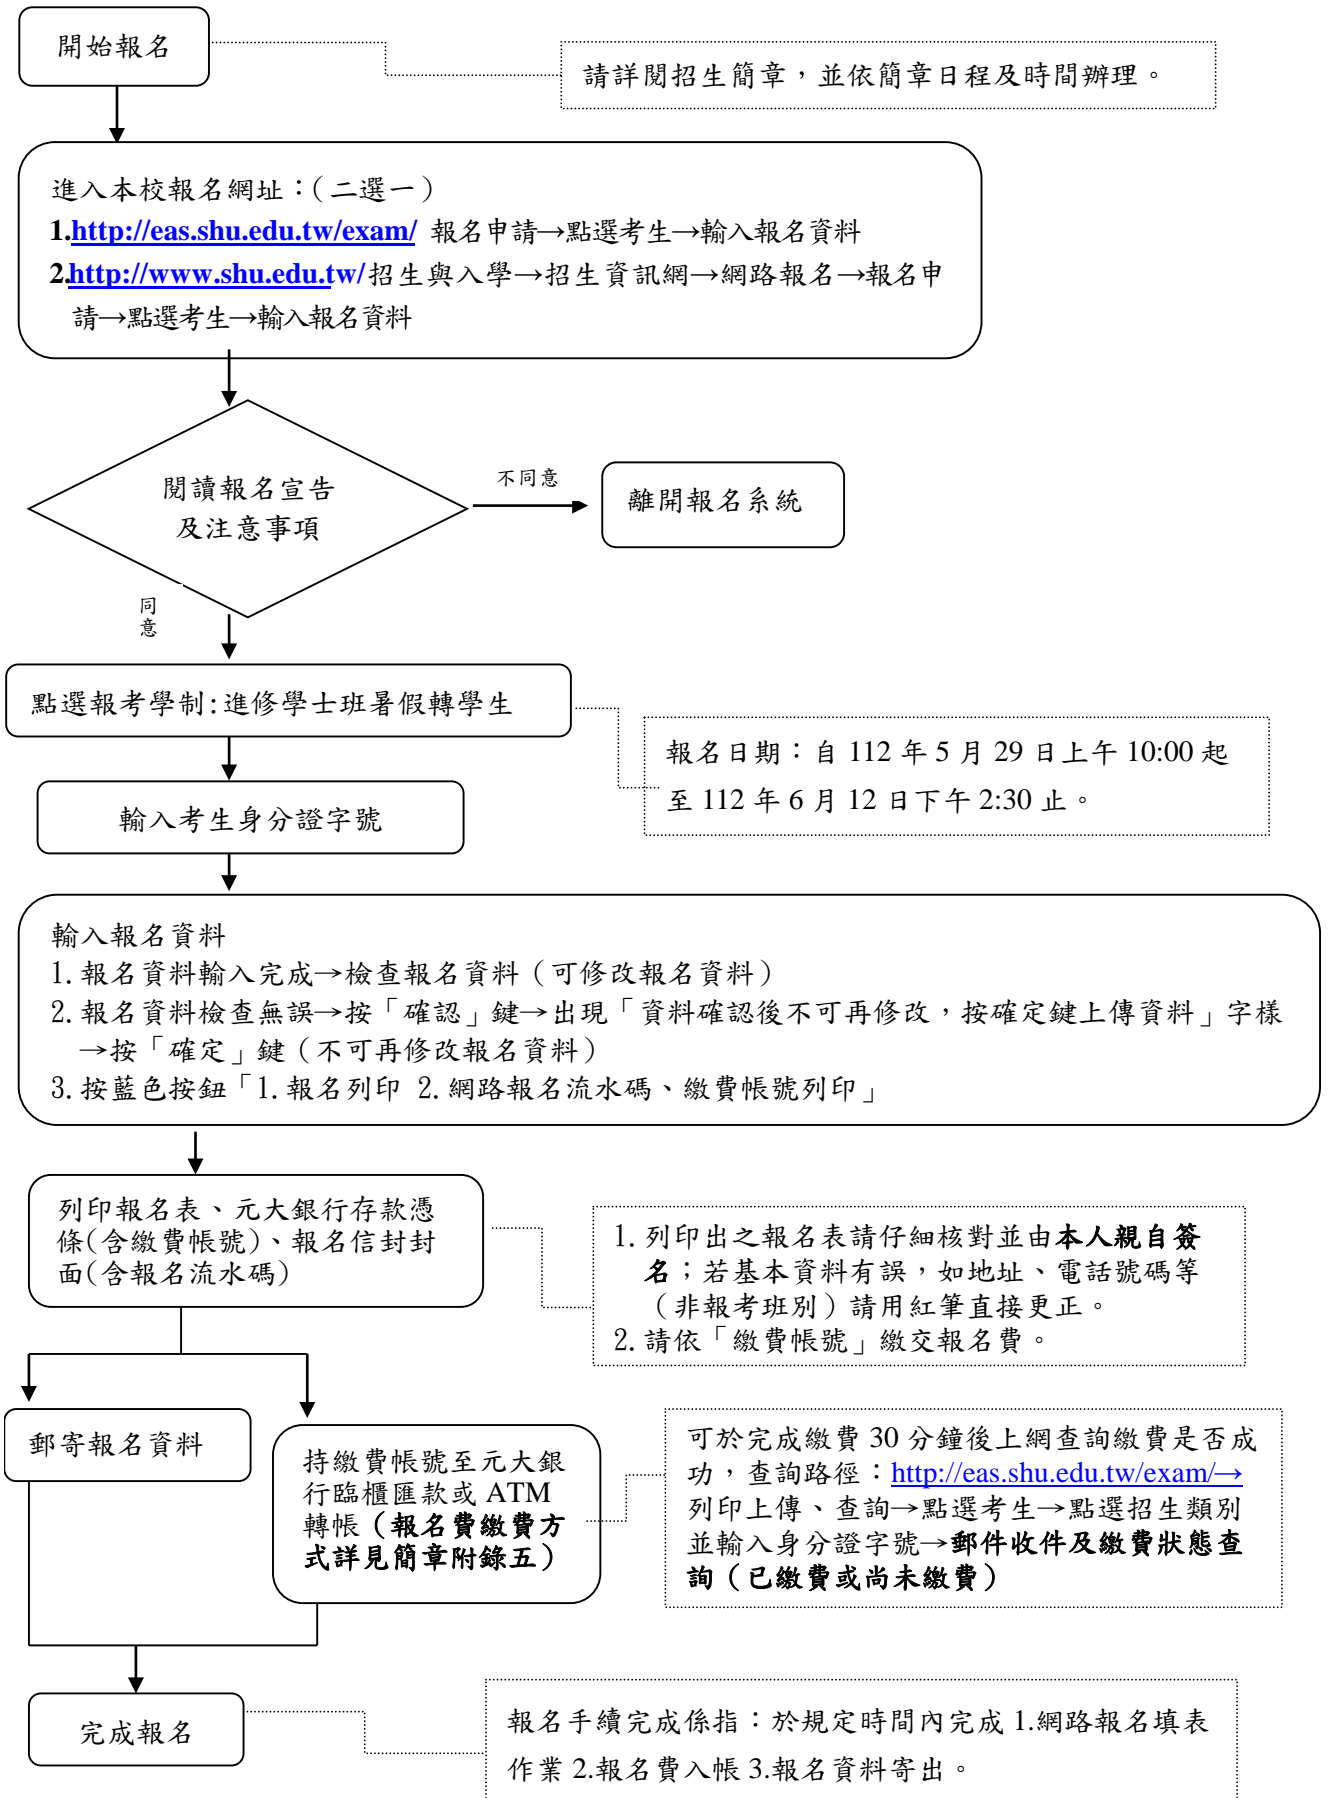 開始報名
請詳閱招生簡章，並依簡章日程及時間辦理。
進入本校報名網址：(二選一)
1.http://eas.shu.edu.tw/exam/ 報名申請→點選考生→輸入報名資料
2.http://www.shu.edu.tw/招生與入學→招生資訊網→網路報名→報名申
請→點選考生→輸入報名資料
閱讀報名宣告
及注意事項
不同意
離開報名系統
同
意
點選報考學制:進修學士班暑假轉學生
報名日期：自 112 年 5 月 29 日上午 10:00 起
至 112 年 6 月 12 日下午 2:30 止。
輸入考生身分證字號
輸入報名資料
1.報名資料輸入完成→檢查報名資料（可修改報名資料）
2.報名資料檢查無誤→按「確認」鍵→出現「資料確認後不可再修改，按確定鍵上傳資料」字樣
→按「確定」鍵（不可再修改報名資料）
3.按藍色按鈕「1.報名列印 2.網路報名流水碼、繳費帳號列印」
列印報名表、元大銀行存款憑
條(含繳費帳號)、報名信封封
面(含報名流水碼)
1.列印出之報名表請仔細核對並由本人親自簽
名；若基本資料有誤，如地址、電話號碼等
（非報考班別）請用紅筆直接更正。
2.請依「繳費帳號」繳交報名費。
郵寄報名資料
持繳費帳號至元大銀
行臨櫃匯款或 ATM
轉帳（報名費繳費方
式詳見簡章附錄五）
可於完成繳費 30 分鐘後上網查詢繳費是否成
功，查詢路徑：http://eas.shu.edu.tw/exam/→
列印上傳、查詢→點選考生→點選招生類別
並輸入身分證字號→郵件收件及繳費狀態查
詢（已繳費或尚未繳費）
完成報名
報名手續完成係指：於規定時間內完成 1.網路報名填表
作業 2.報名費入帳 3.報名資料寄出。